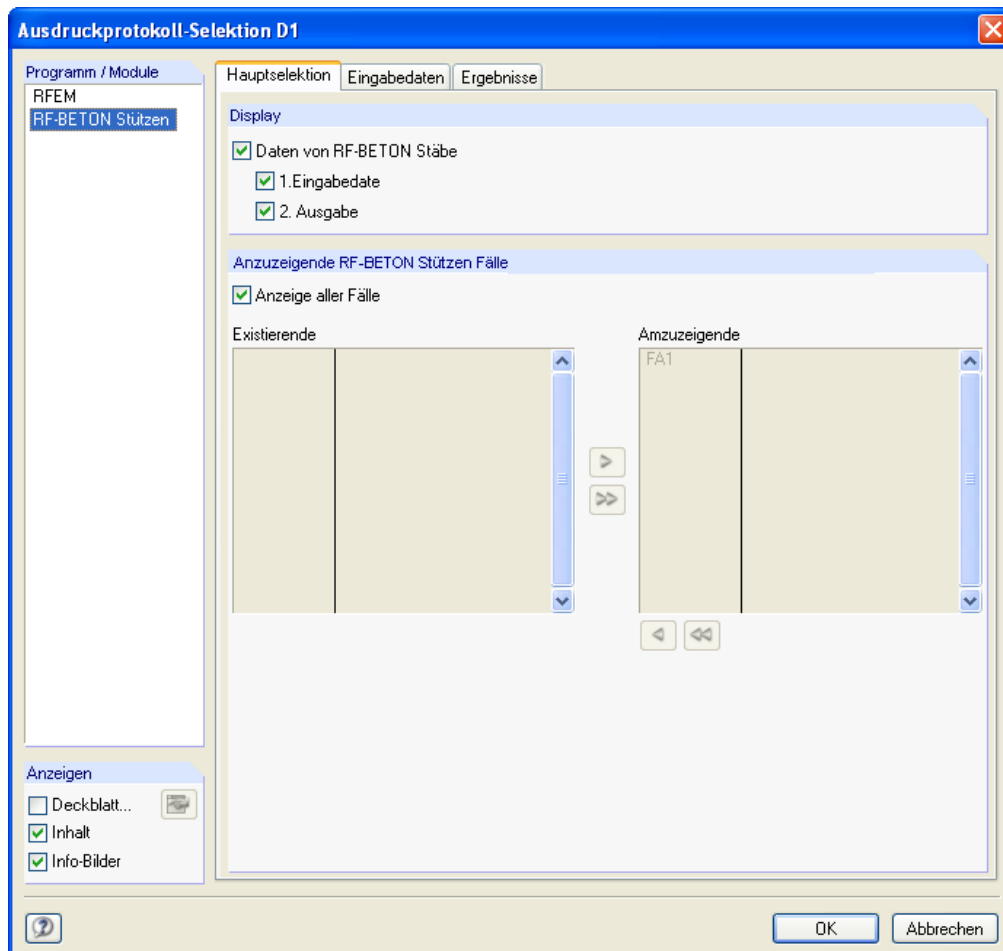 Ausdruckprotokoll-Selektion D1
Programm / Module
RFEM
RF-BETON Stützen
Hauptselektion
Eingabedaten
Ergebnisse
Display
Daten von RF-BETON Stäbe
1.Eingabedate
2. Ausgabe
Anzuzeigende RF-BETON Stützen Fälle
Anzeige aller Fälle
Existierende
Amzuzeigende
FA1
Anzeigen
Deckblatt...
Inhalt
Info-Bilder
OK
Abbrechen